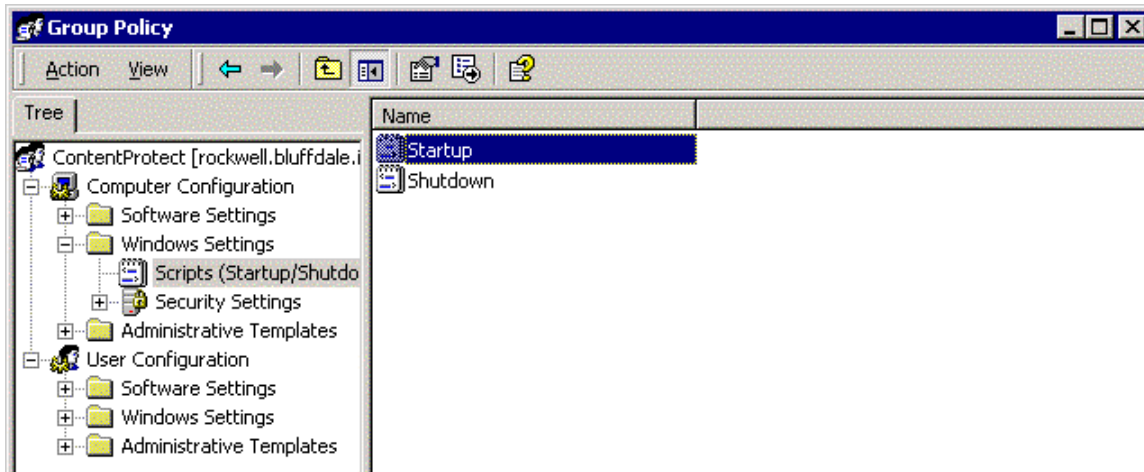 Group Policy
Action View
Tree
Name
ContentProtect [rockwell.bluffdale.i
Startup
Shutdown
Computer Configuration
Software Settings
Windows Settings
Scripts (Startup/Shutdo
Security Settings
Administrative Templates
User Configuration
Software Settings
Windows Settings
Administrative Templates